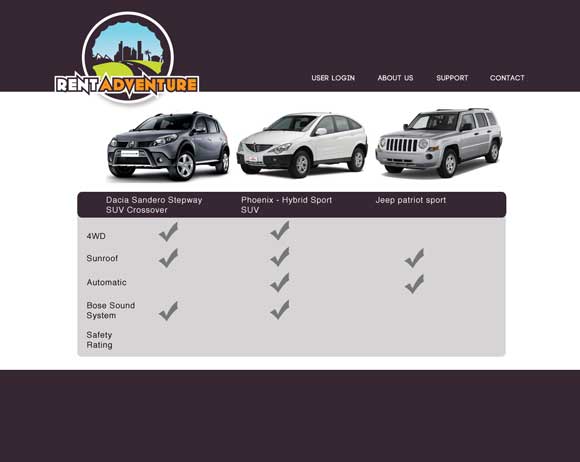 RENTADVENTURE
USER LOGIN ABOUT US SUPPORT CONTACT
Dacia Sandero Stepway
SUV Crossover
Phoenix - Hybrid Sport
SUV
Jeep patriot sport
4WD
Sunroof
Automatic
Bose Sound
System
Safety
Rating